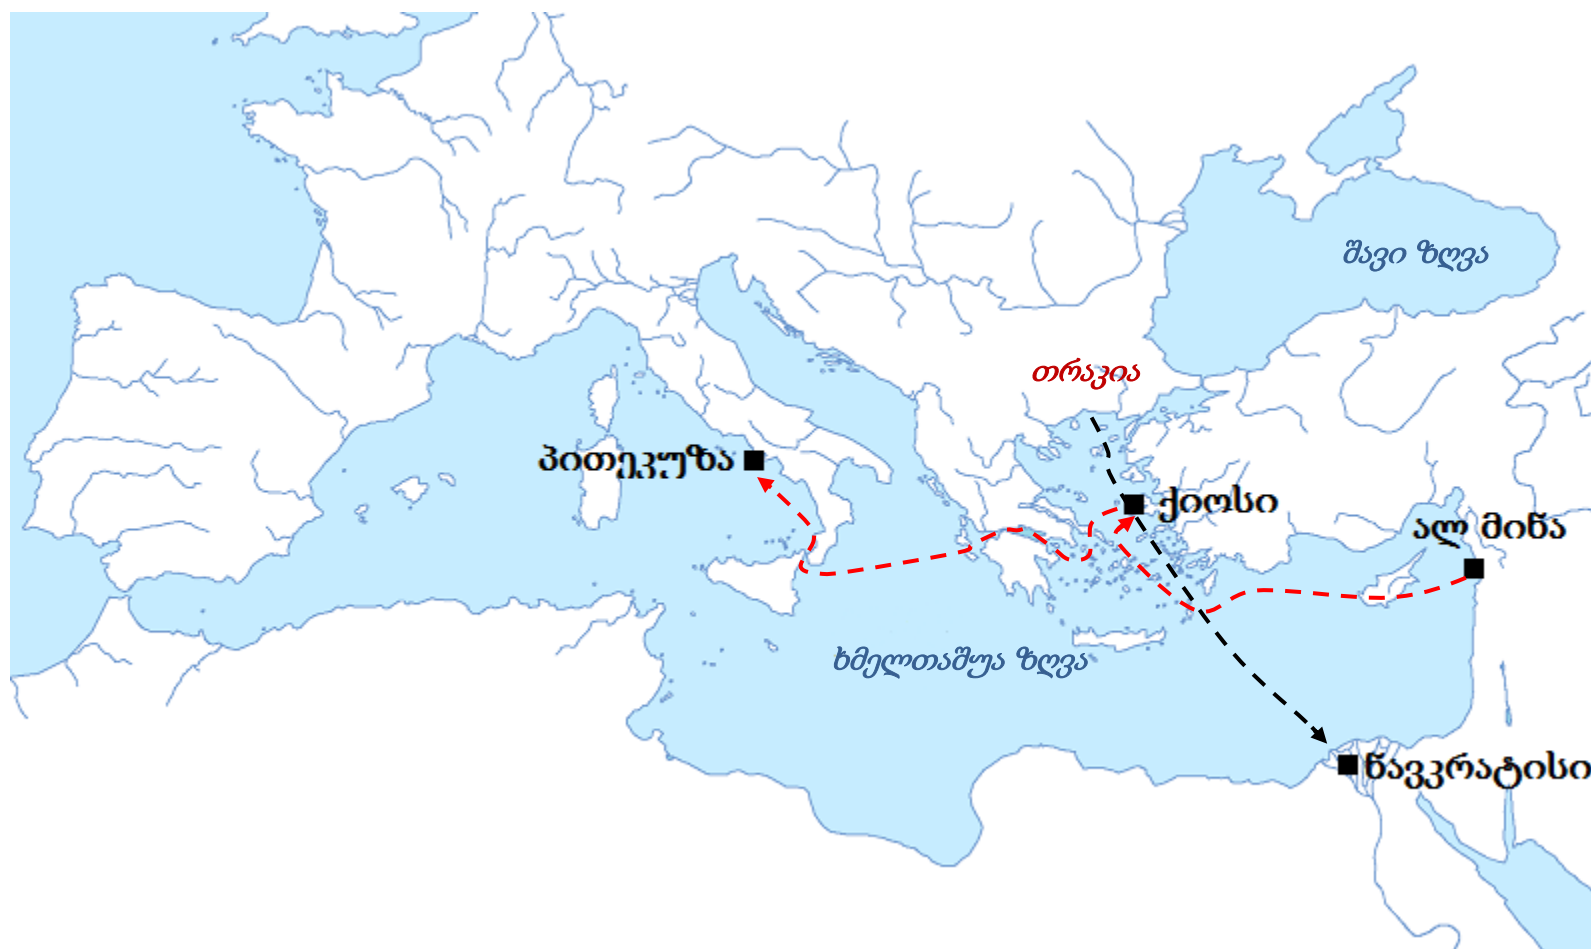 შავი ზღვა
თრაკია
პითეკუზა
ქიოსი
ალ მინა
ხმელთაშუა ზღვა
ნავკრატისი